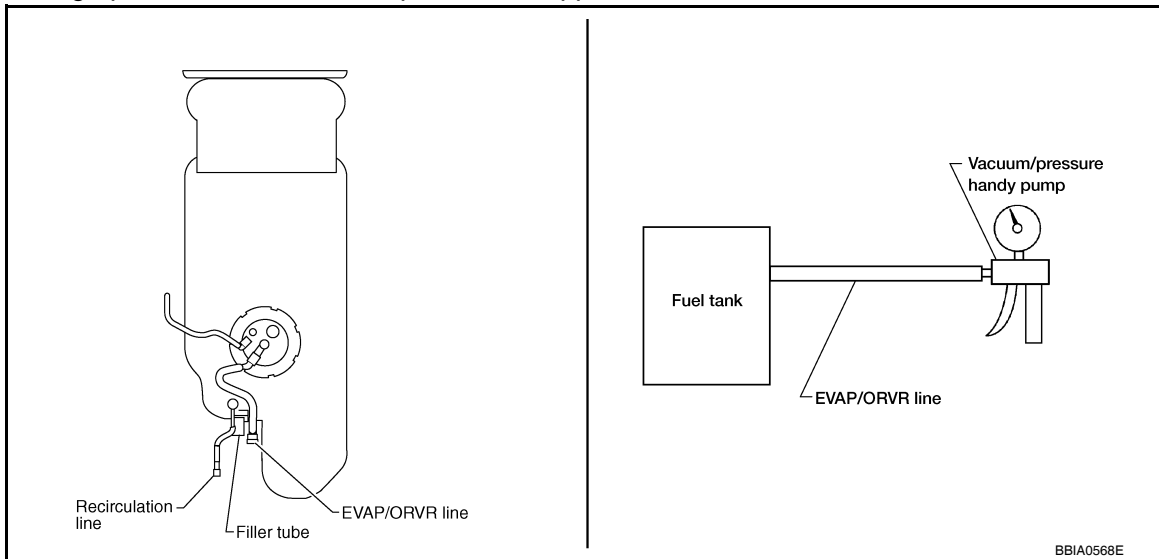 Recirculation
line
Filler tube
EVAP/ORVR line
Vacuum/pressure
handy pump
Fuel tank
EVAP/ORVR line
BBIA0568E